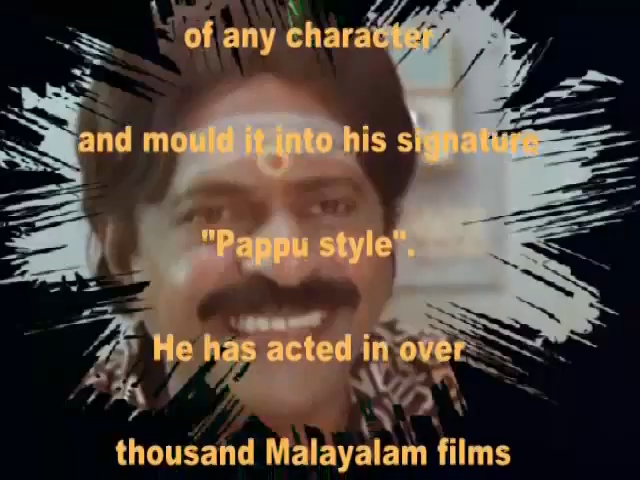 of any character
and mould it into his signature
"Pappu style".
He has acted in over
thousand Malayalam films